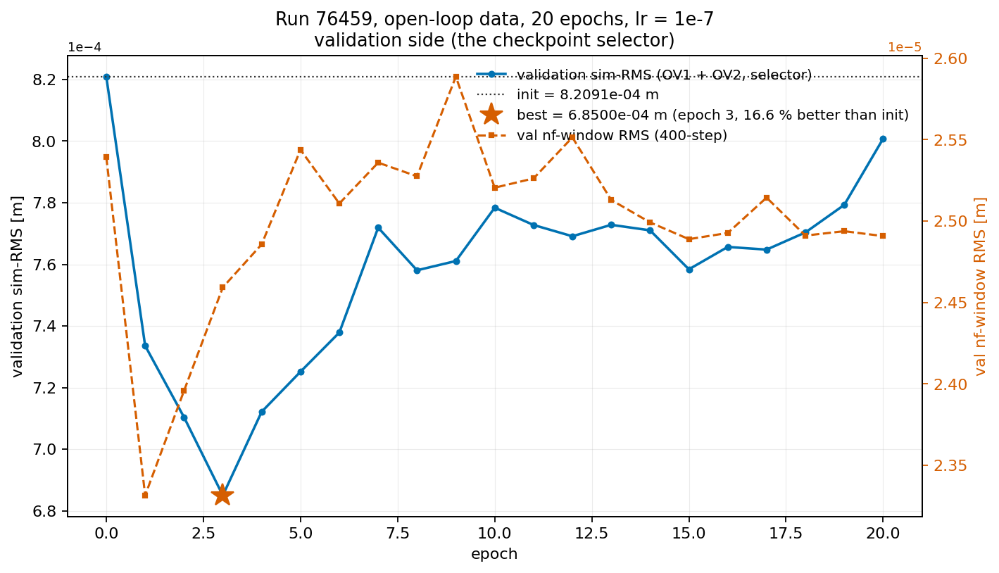 Run 76459, open-loop data, 20 epochs, lr = 1e-7
validation side (the checkpoint selector)
1e−4
1e−5
validation sim-RMS (OV1 + OV2, selector)
init = 8.2091e-04 m
best = 6.8500e-04 m (epoch 3, 16.6 % better than init)
val nf-window RMS (400-step)
validation sim-RMS [m]
8.2
8.0
7.8
7.6
7.4
7.2
7.0
6.8
2.60
2.55
2.50
2.45
2.40
2.35
val nf-window RMS [m]
0.0 2.5 5.0 7.5 10.0 12.5 15.0 17.5 20.0
epoch